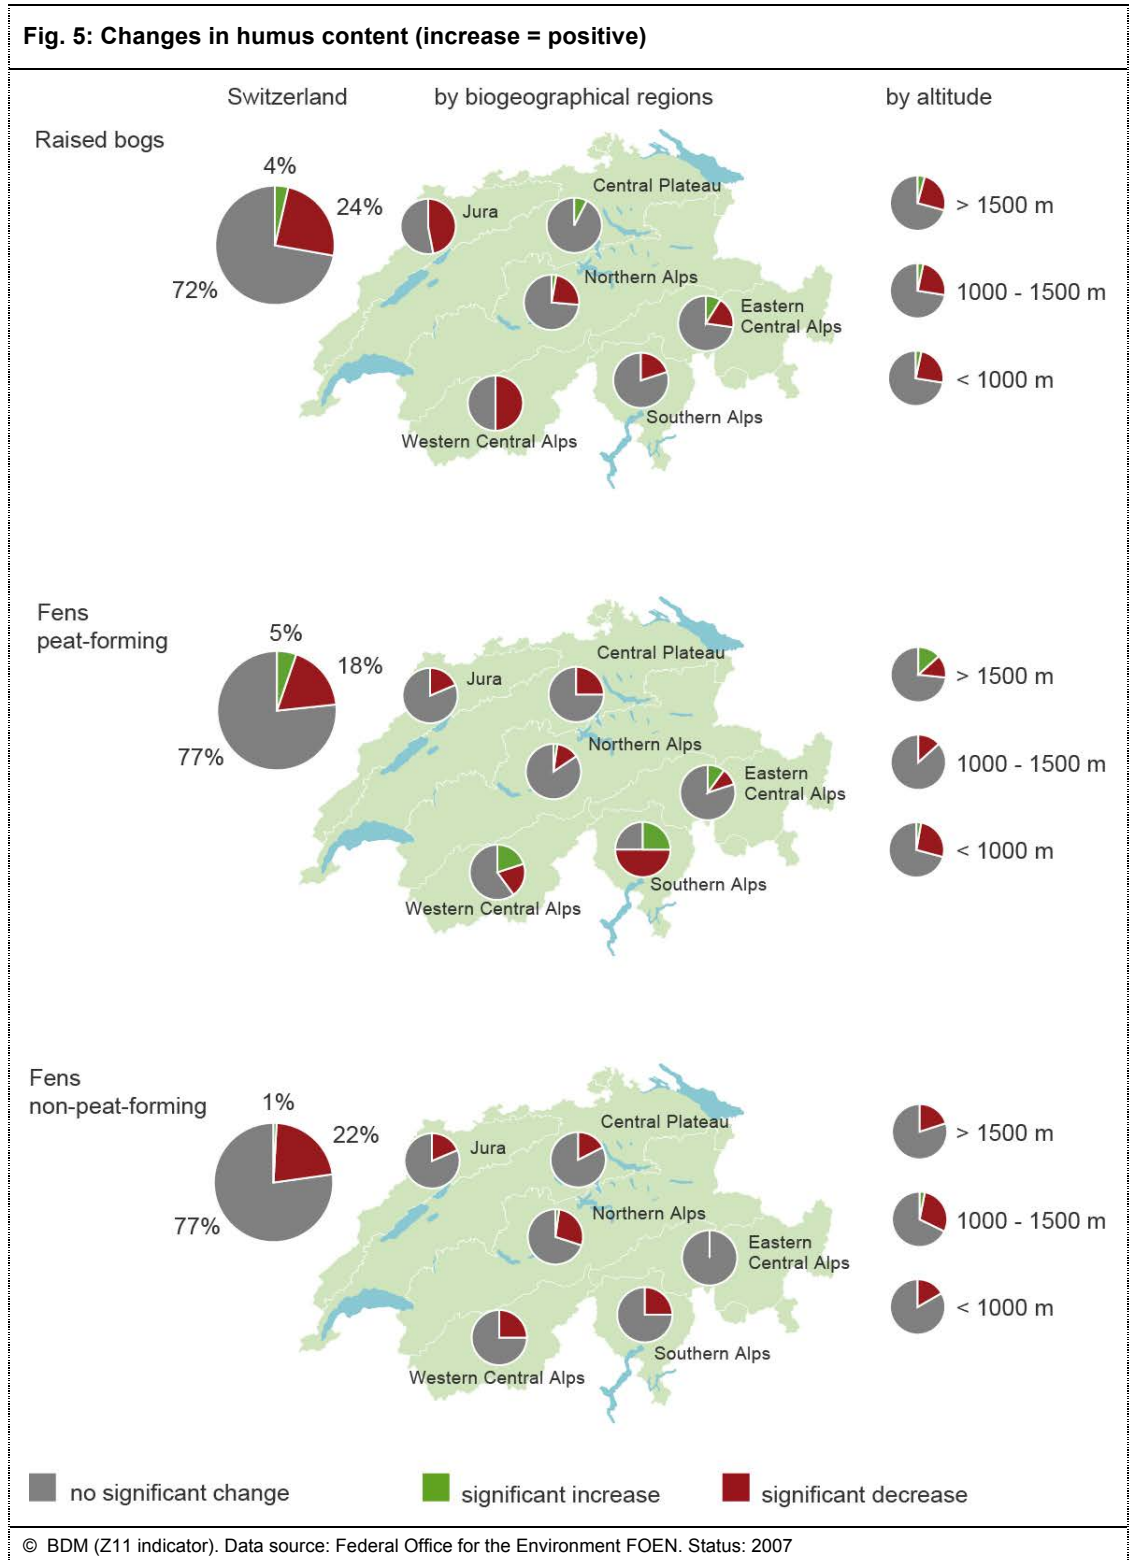 Fig. 5: Changes in humus content (increase = positive)
Switzerland
by biogeographical regions
by altitude
Raised bogs
4%
24%
72%
Jura
Central Plateau
Northern Alps
Eastern
Central Alps
Southern Alps
Western Central Alps
> 1500 m
1000 - 1500 m
< 1000 m
Fens
peat-forming
5%
18%
77%
Jura
Central Plateau
Northern Alps
Eastern
Central Alps
Southern Alps
Western Central Alps
> 1500 m
1000 - 1500 m
< 1000 m
Fens
non-peat-forming
1%
22%
77%
Jura
Central Plateau
Northern Alps
Eastern
Central Alps
Southern Alps
Western Central Alps
> 1500 m
1000 - 1500 m
< 1000 m
no significant change
significant increase
significant decrease
© BDM (Z11 indicator). Data source: Federal Office for the Environment FOEN. Status: 2007